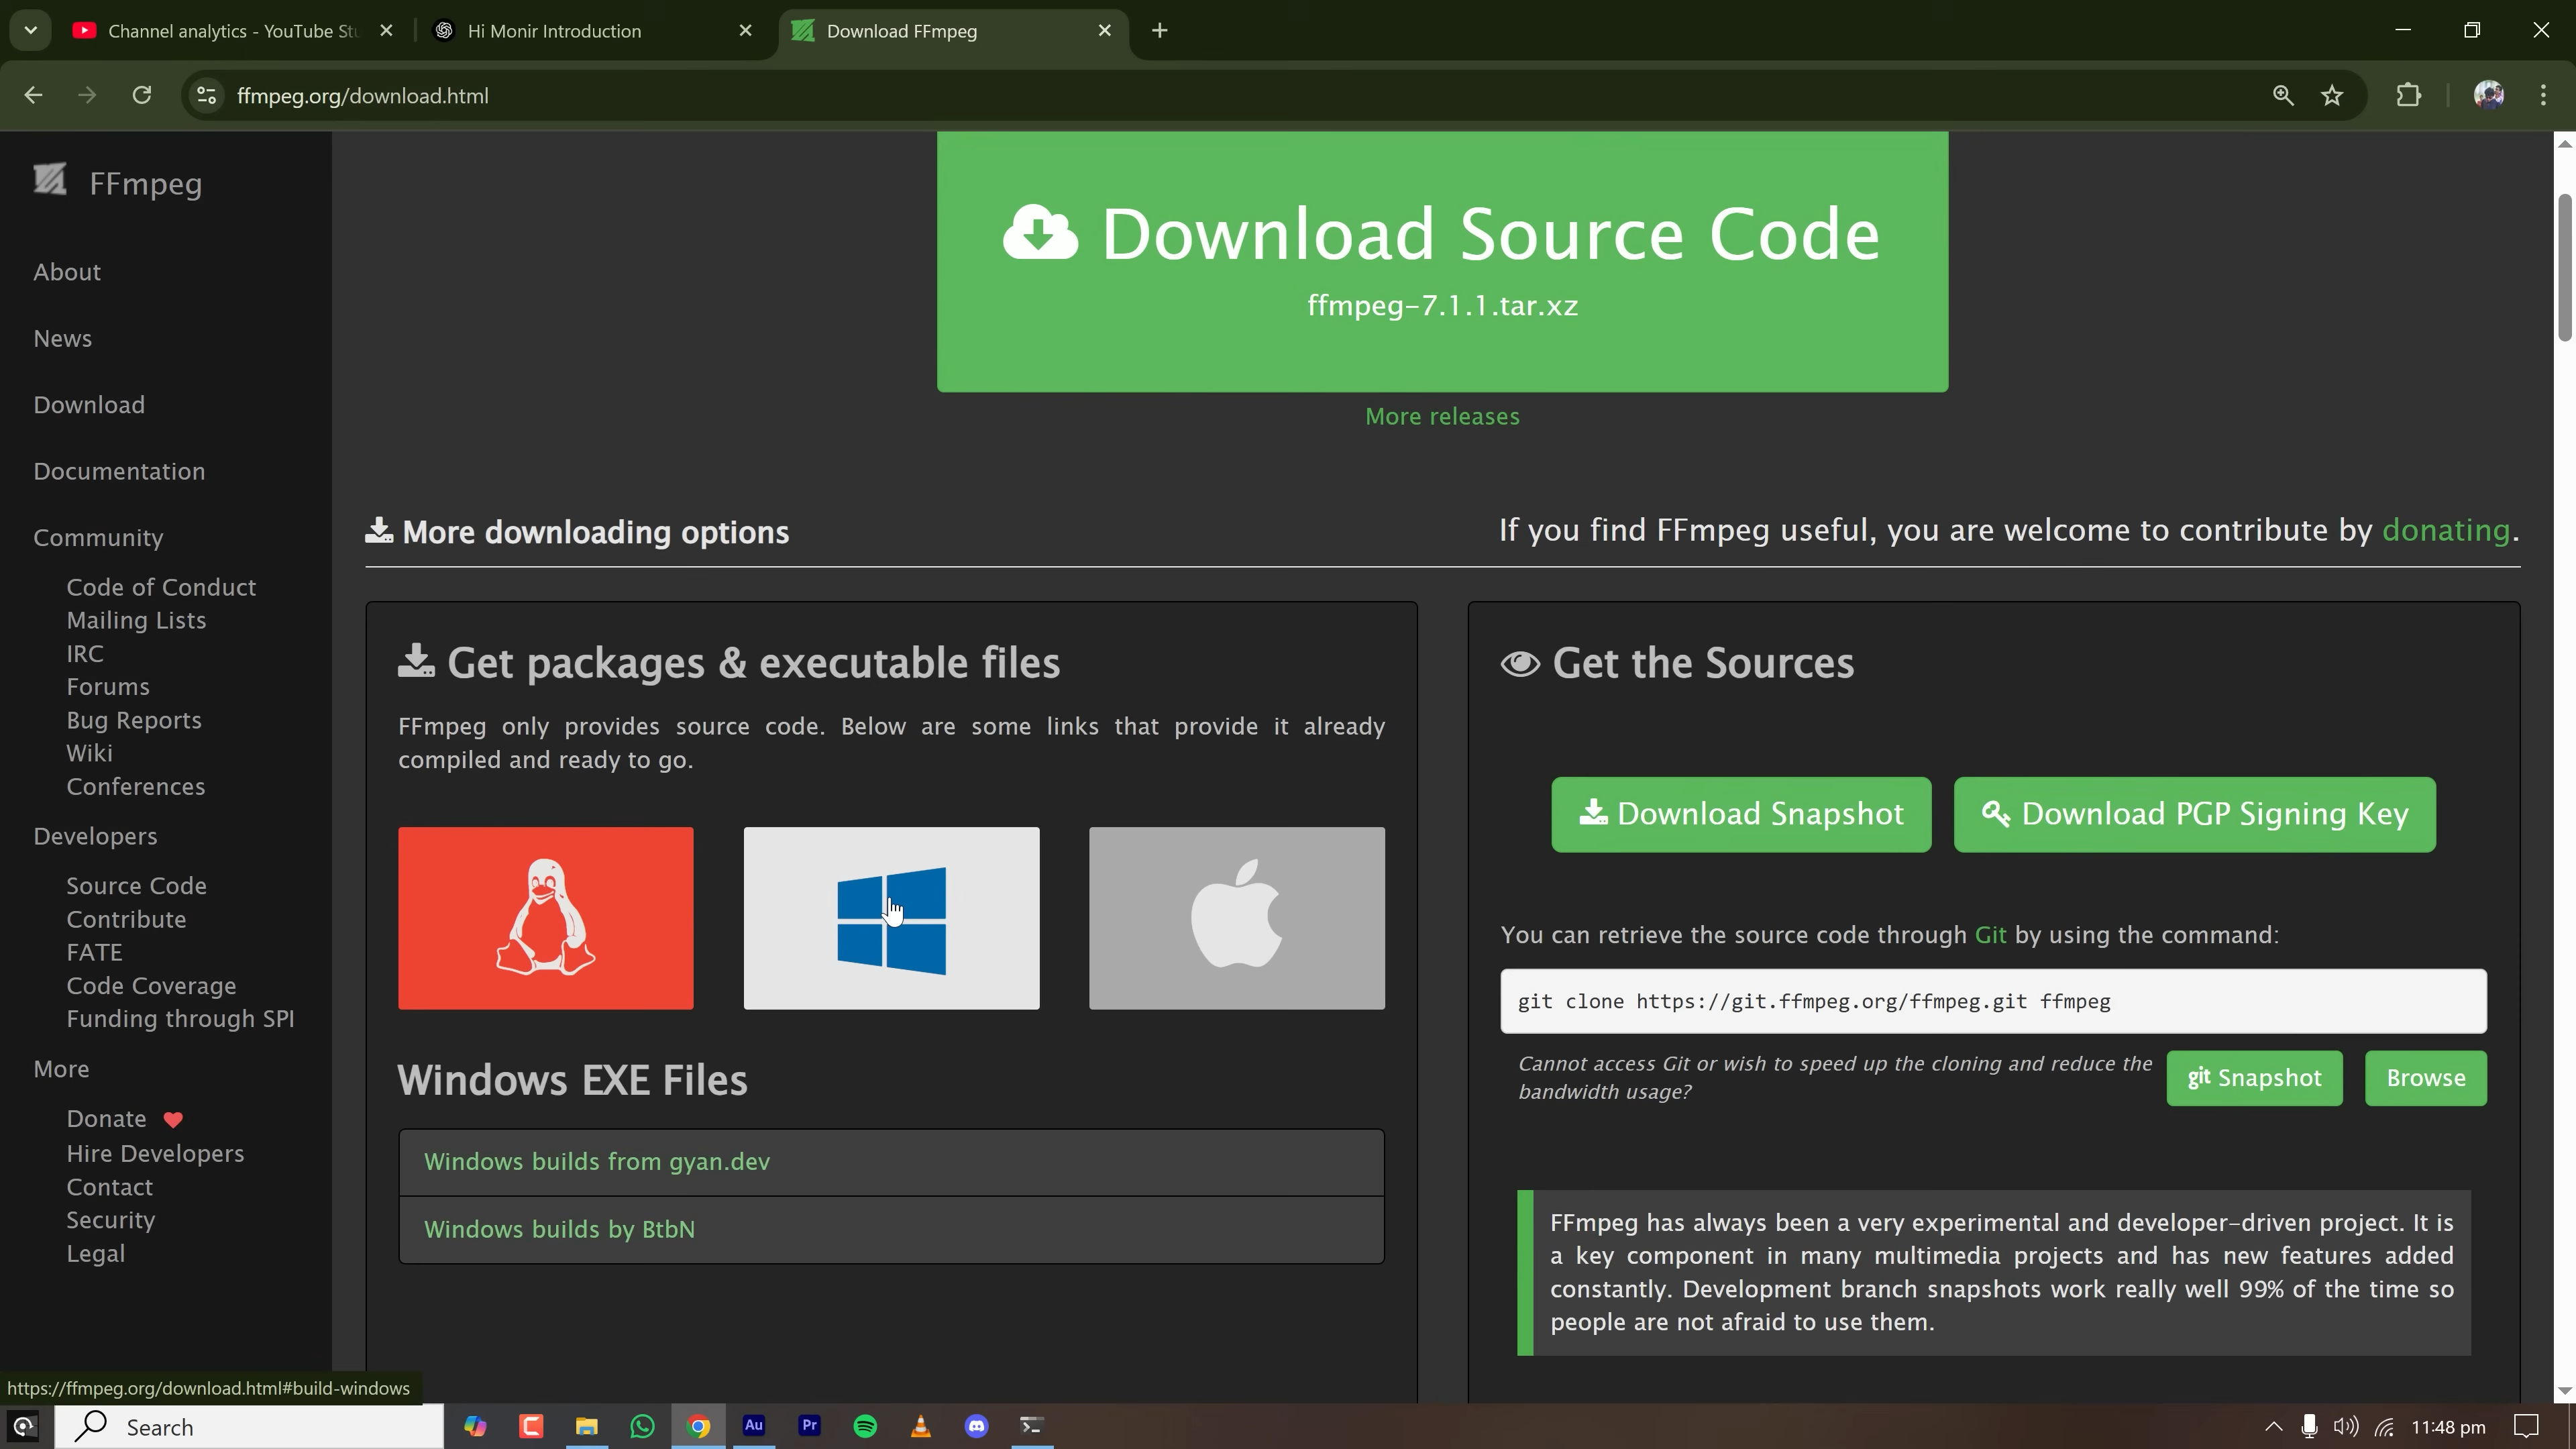 Channel analytics - YouTube Stu
Hi Monir Introduction
Download FFmpeg
ffmpeg.org/download.html
FFmpeg
About
News
Download
Documentation
Community
Code of Conduct
Mailing Lists
IRC
Forums
Bug Reports
Wiki
Conferences
Developers
Source Code
Contribute
FATE
Code Coverage
Funding through SPI
More
Donate
Hire Developers
Contact
Security
Legal
Download Source Code
ffmpeg-7.1.1.tar.xz
More releases
More downloading options
If you find FFmpeg useful, you are welcome to contribute by donating.
Get packages & executable files
FFmpeg only provides source code. Below are some links that provide it already
compiled and ready to go.
Windows EXE Files
Windows builds from gyan.dev
Windows builds by BtbN
Get the Sources
Download Snapshot
Download PGP Signing Key
You can retrieve the source code through Git by using the command:
git clone https://git.ffmpeg.org/ffmpeg.git ffmpeg
Cannot access Git or wish to speed up the cloning and reduce the
bandwidth usage?
git Snapshot
Browse
FFmpeg has always been a very experimental and developer-driven project. It is
a key component in many multimedia projects and has new features added
constantly. Development branch snapshots work really well 99% of the time so
people are not afraid to use them.
https://ffmpeg.org/download.html#build-windows
Search
Au
Pr
11:48 pm